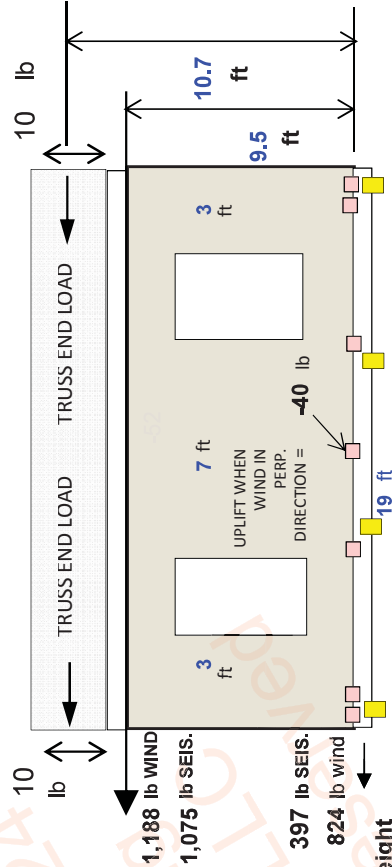 10 lb
10 lb
TRUSS END LOAD
TRUSS END LOAD
10.7
ft
9.5
ft
1,188 lb WIND
1,075 lb SEIS.
3
ft
7 ft
3
ft
UPLIFT WHEN
WIND IN
PERP.
DIRECTION =
-40 lb
-52
397 lb SEIS.
824 lb wind
19 ft